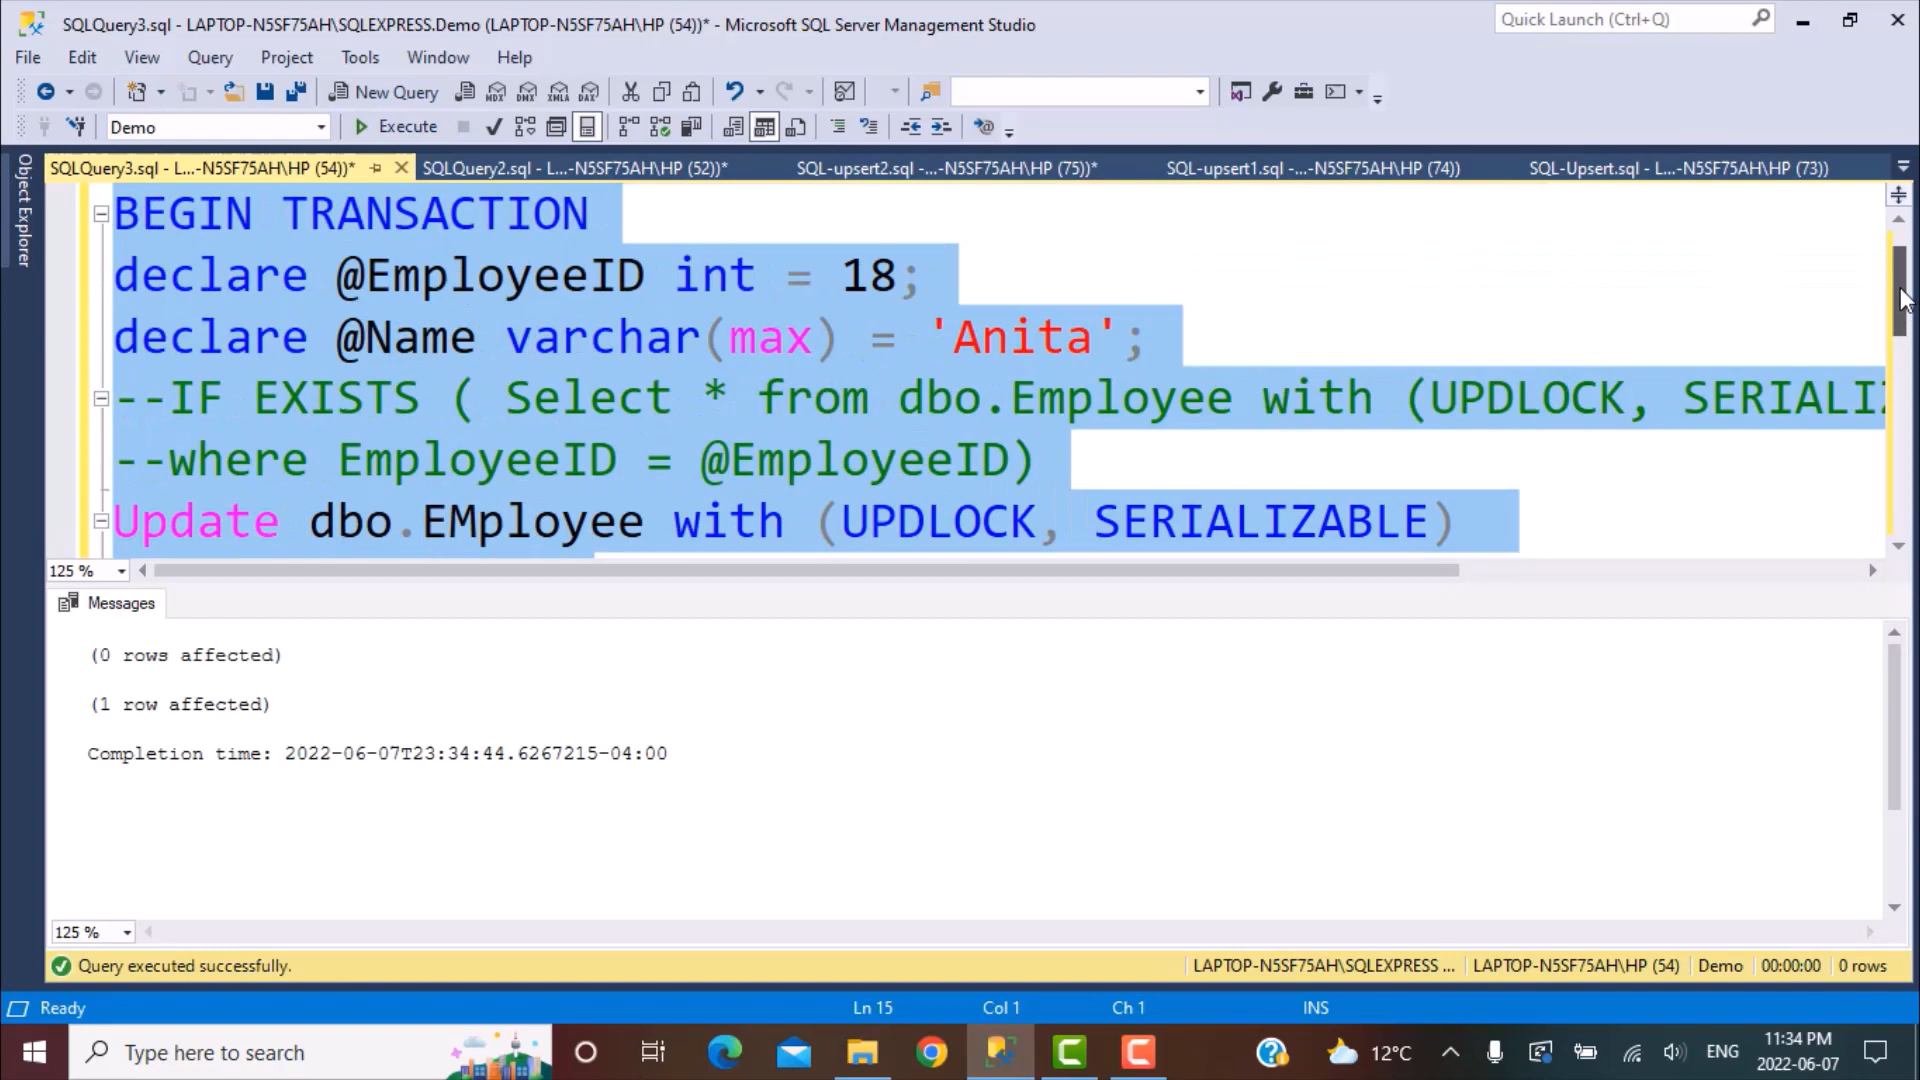 SQLQuery3.sql - LAPTOP-N5SF75AH\SQLEXPRESS.Demo (LAPTOP-N5SF75AH\HP (54))* - Microsoft SQL Server Management Studio
Quick Launch (Ctrl+Q)
File Edit View Query Project Tools Window Help
New Query
MDX DMX XMLA DAX
Demo
Execute
SQLQuery3.sql - L...-N5SF75AH\HP (54))*
SQLQuery2.sql - L...-N5SF75AH\HP (52))*
SQL-upsert2.sql -...-N5SF75AH\HP (75))*
SQL-upsert1.sql -...-N5SF75AH\HP (74))
SQL-Upsert.sql - L...-N5SF75AH\HP (73))
Object Explorer
BEGIN TRANSACTION
declare @EmployeeID int = 18;
declare @Name varchar(max) = 'Anita';
--IF EXISTS ( Select * from dbo.Employee with (UPDLOCK, SERIALIZ
--where EmployeeID = @EmployeeID)
Update dbo.EMployee with (UPDLOCK, SERIALIZABLE)
125 %
Messages
(0 rows affected)
(1 row affected)
Completion time: 2022-06-07T23:34:44.6267215-04:00
125 %
Query executed successfully.
LAPTOP-N5SF75AH\SQLEXPRESS ... LAPTOP-N5SF75AH\HP (54) Demo 00:00:00 0 rows
Ready
Ln 15 Col 1 Ch 1 INS
Type here to search
12°C
ENG
11:34 PM
2022-06-07